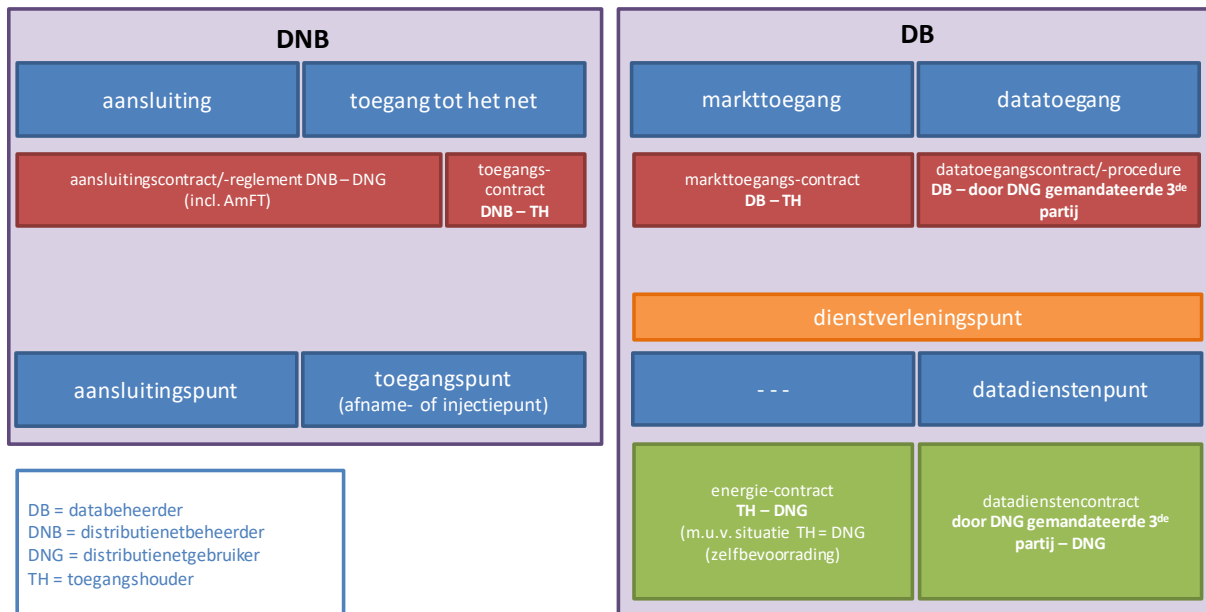 DNB
aansluiting
toegang tot het net
aansluitingscontract/-reglement DNB – DNG
(incl. AmFT)
toegangs-
contract
DNB – TH
aansluitingspunt
toegangspunt
(afname- of injectiepunt)
DB = databeheerder
DNB = distributienetbeheerder
DNG = distributienetgebruiker
TH = toegangshouder
DB
markttoegang
datatoegang
markttoegangs-contract
DB – TH
datatoegangscontract/-procedure
DB – door DNG gemandateerde 3de
partij
dienstverleningspunt
- - -
datadienstenpunt
energie-contract
TH – DNG
(m.u.v. situatie TH = DNG
(zelfbevoorrading)
datadienstencontract
door DNG gemandateerde 3de
partij – DNG